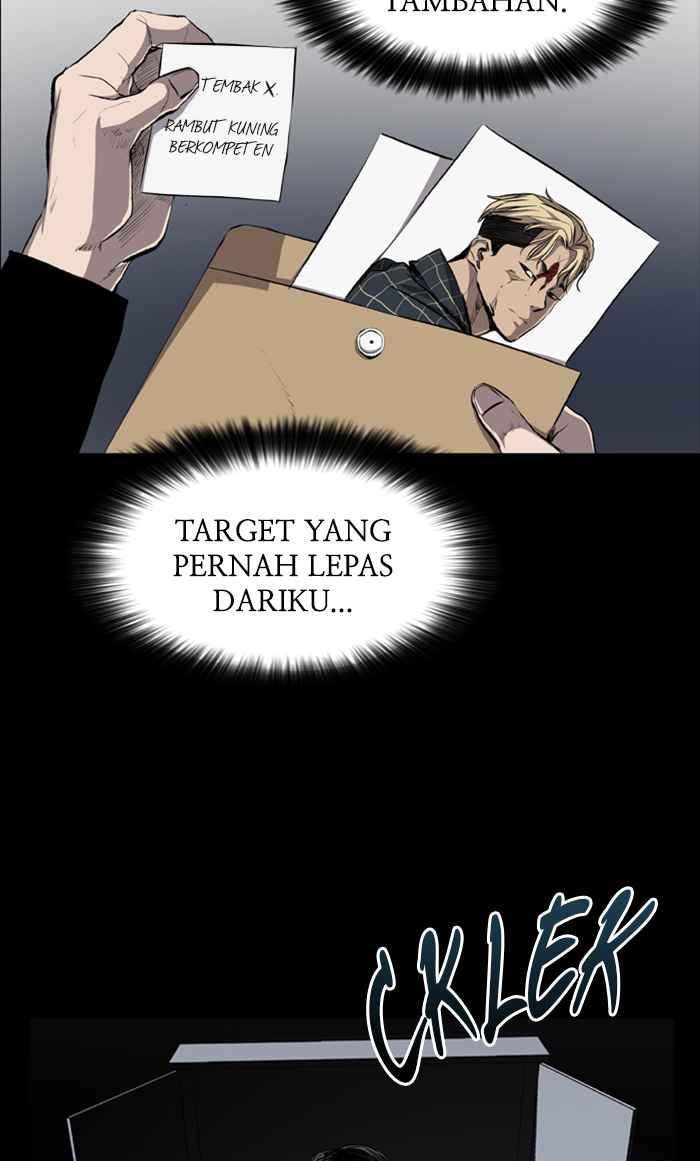 TAMBAHAN.
TEMBAK X.
RAMBUT KUNING
BERKOMPETEN
TARGET YANG
PERNAH LEPAS
DARIKU...
CKLEK